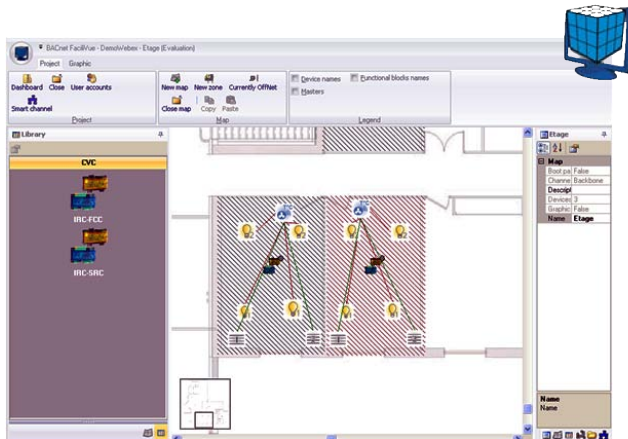 BACnet FacilVue - DemoWebex - Etage (Evaluation)
Project Graphic
Dashboard Close User accounts
Smart channel
Project
New map New zone Currently OffNet
Close map Copy Paste
Map
Device names Functional blocks names
Masters
Legend
Library
CVC
IRC-FCC
IRC-SRC
Etage
Map
Boot pa False
Channe Backbone
Descript
Devices 3
Graphic False
Name Etage
Name
Name